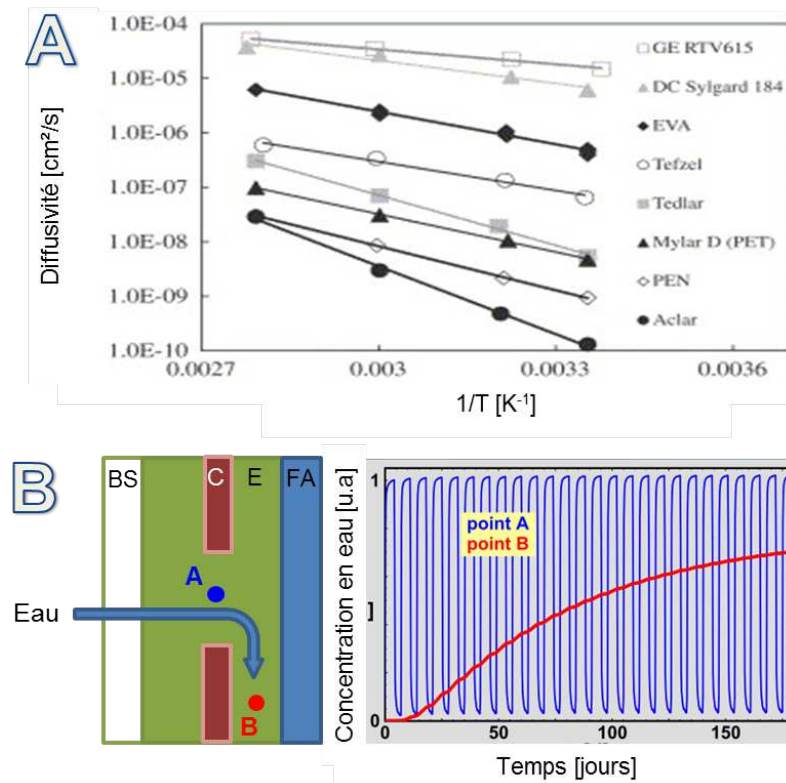 A
Diffusivité [cm²/s]
1.0E-04
1.0E-05
1.0E-06
1.0E-07
1.0E-08
1.0E-09
1.0E-10
0.0027
0.003
0.0033
0.0036
1/T [K⁻¹]
GE RTV615
DC Sylgard 184
EVA
Tefzel
Tedlar
Mylar D (PET)
PEN
Aclar
B
BS
C
E
FA
A
Eau
B
Concentration en eau [u.a]
]
1
0
point A
point B
0
50
100
150
Temps [jours]